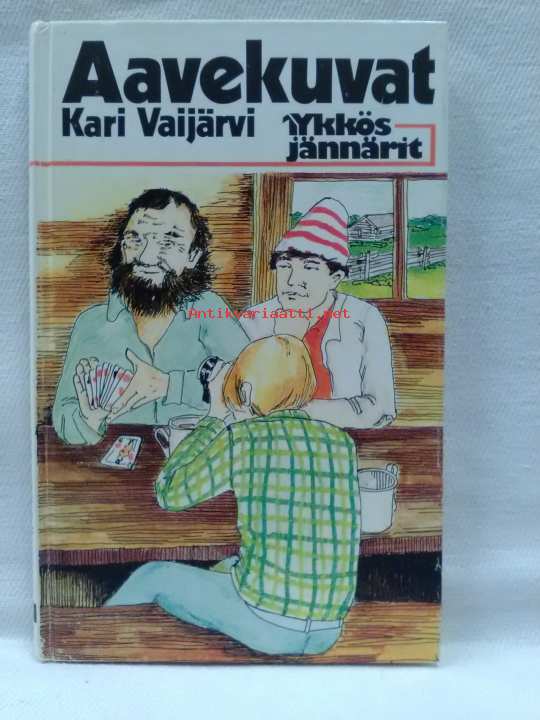 Aavekuvat
Kari Vaijärvi
Ykkös
jännärit
Antikvariaatti.net